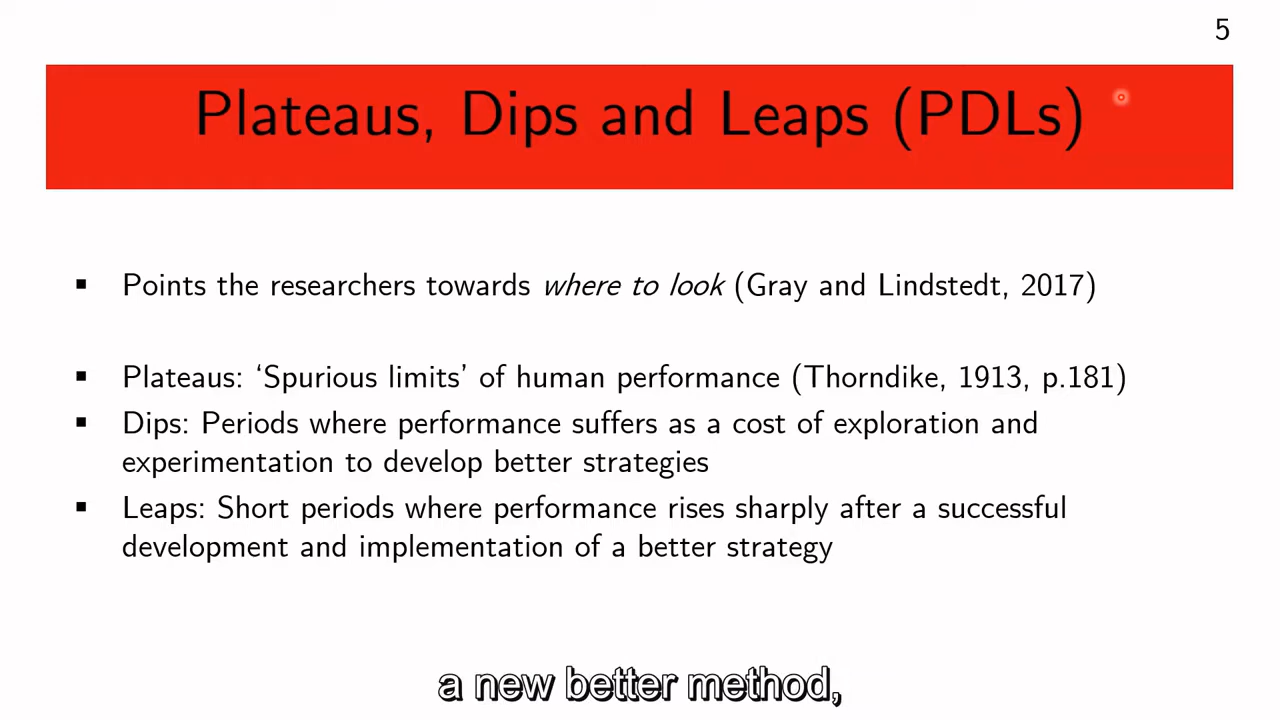 5
Plateaus, Dips and Leaps (PDLs)
▪ Points the researchers towards where to look (Gray and Lindstedt, 2017)
▪ Plateaus: ‘Spurious limits’ of human performance (Thorndike, 1913, p.181)
▪ Dips: Periods where performance suffers as a cost of exploration and
experimentation to develop better strategies
▪ Leaps: Short periods where performance rises sharply after a successful
development and implementation of a better strategy
a new better method,